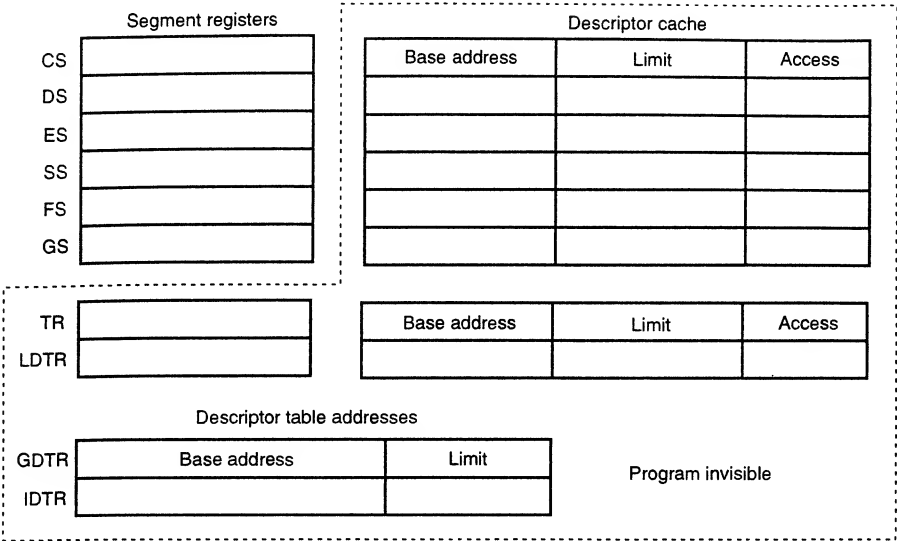 Segment registers
Descriptor cache
CS Base address Limit Access
DS
ES
SS
FS
GS
TR Base address Limit Access
LDTR
Descriptor table addresses
GDTR Base address Limit
IDTR
Program invisible